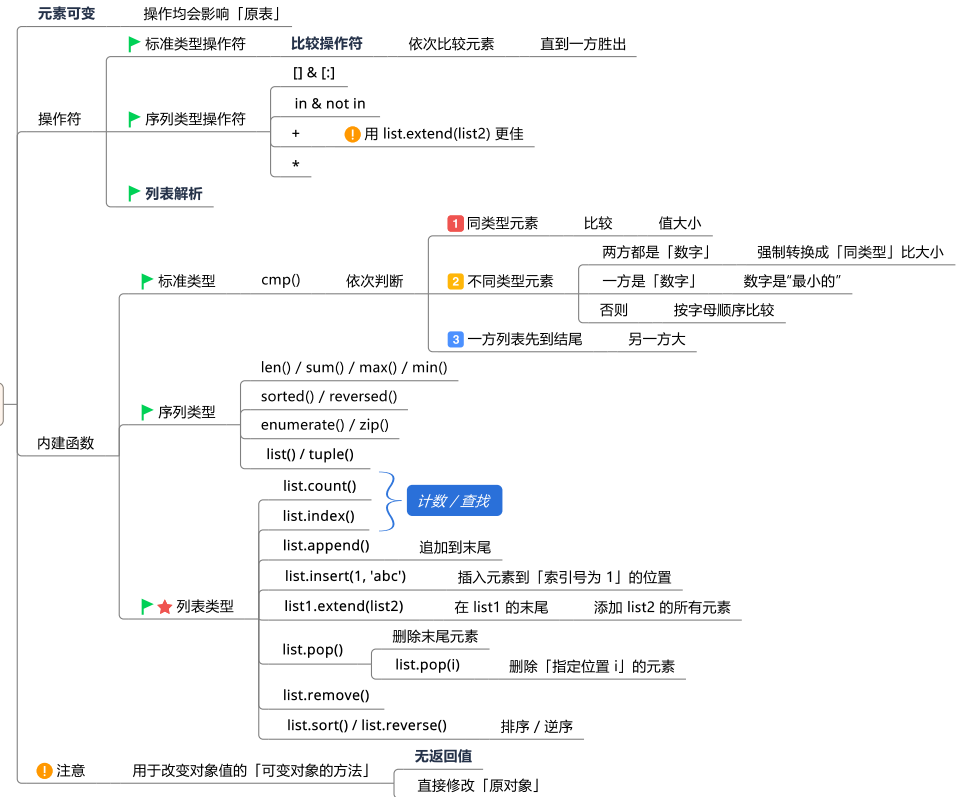 元素可变 操作均会影响「原表」
标准类型操作符 比较操作符 依次比较元素 直到一方胜出
[] & [:]
in & not in
操作符 序列类型操作符
+ 用 list.extend(list2) 更佳
*
列表解析
1 同类型元素 比较 值大小
两方都是「数字」 强制转换成「同类型」比大小
标准类型 cmp() 依次判断 2 不同类型元素 一方是「数字」 数字是“最小的”
否则 按字母顺序比较
3 一方列表先到结尾 另一方大
len() / sum() / max() / min()
sorted() / reversed()
序列类型
enumerate() / zip()
内建函数
list() / tuple()
list.count()
计数 / 查找
list.index()
list.append() 追加到末尾
list.insert(1, 'abc') 插入元素到「索引号为 1」的位置
列表类型 list1.extend(list2) 在 list1 的末尾 添加 list2 的所有元素
删除末尾元素
list.pop()
list.pop(i) 删除「指定位置 i」的元素
list.remove()
list.sort() / list.reverse() 排序 / 逆序
无返回值
注意 用于改变对象值的「可变对象的方法」
直接修改「原对象」